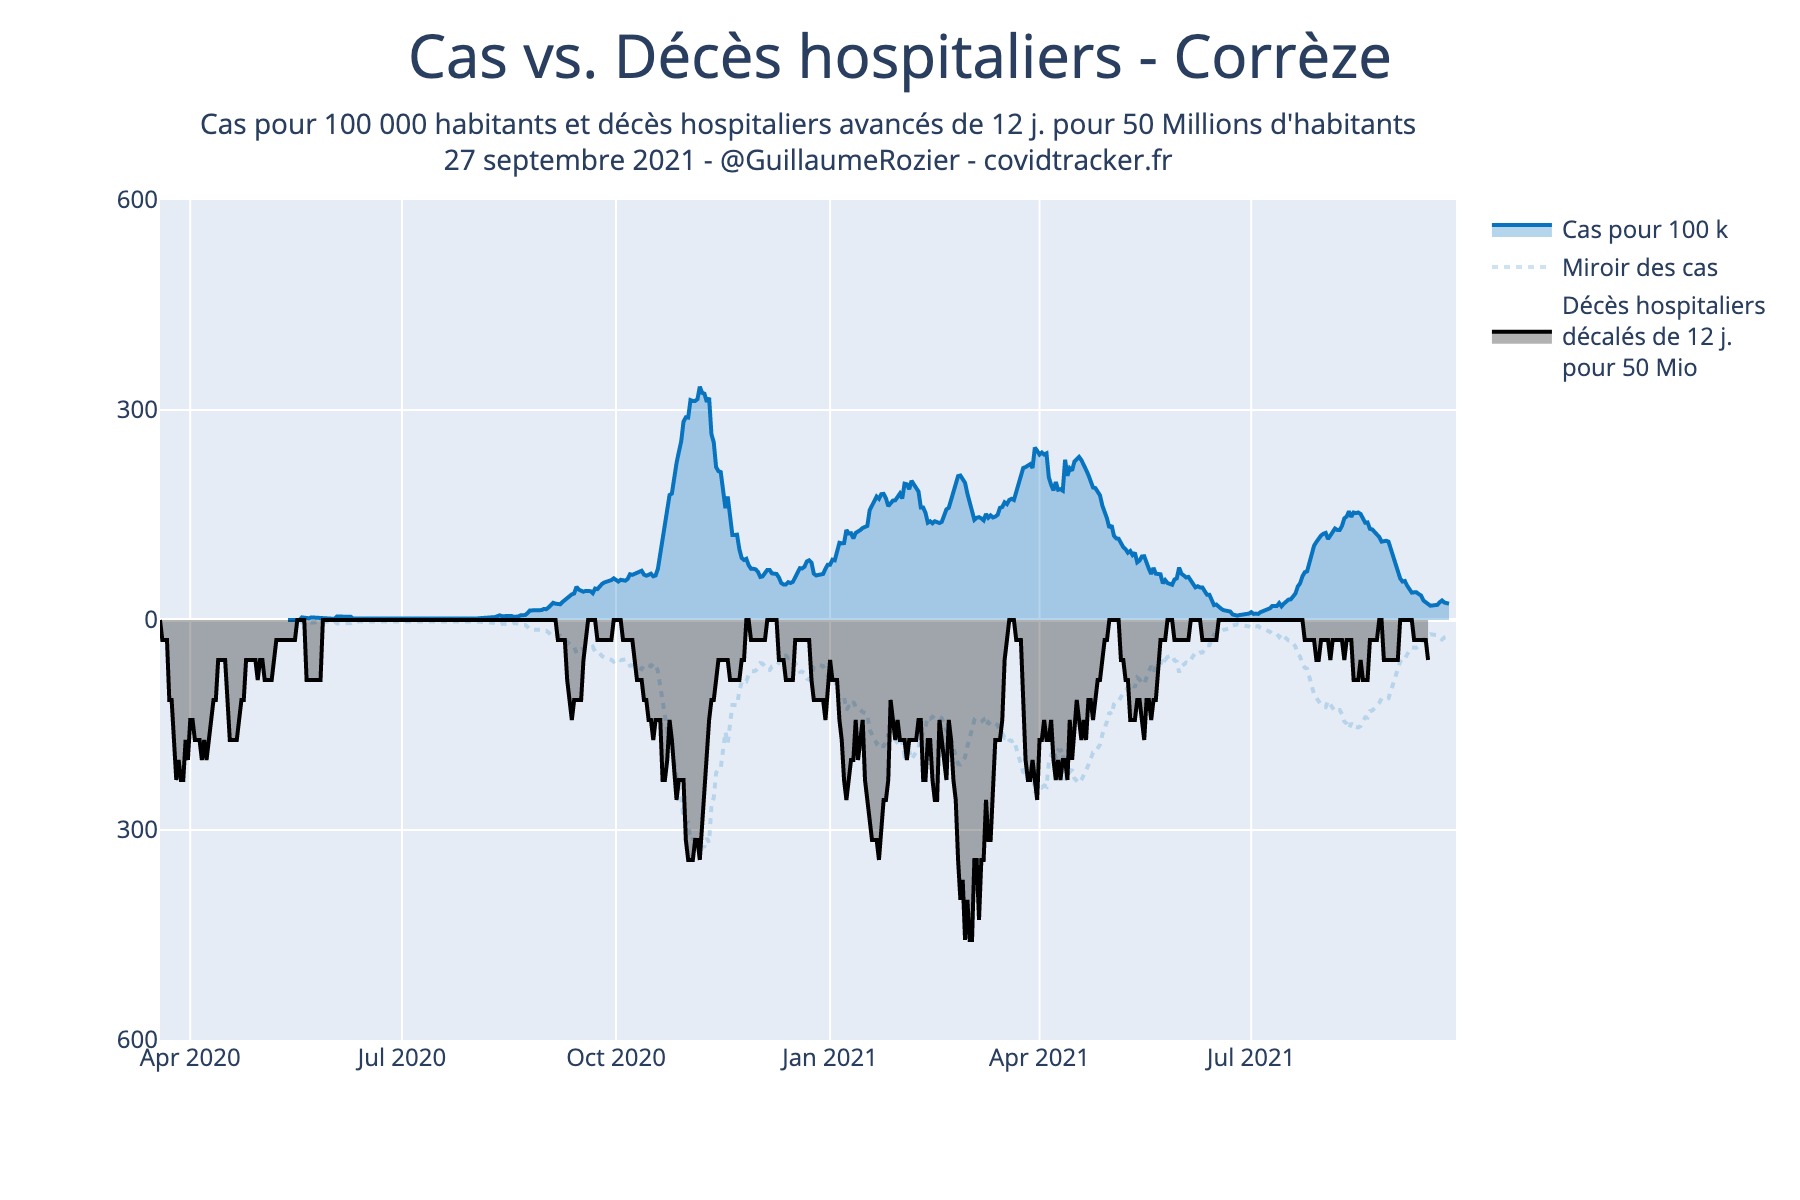 Cas vs. Décès hospitaliers - Corrèze
Cas pour 100 000 habitants et décès hospitaliers avancés de 12 j. pour 50 Millions d'habitants
27 septembre 2021 - @GuillaumeRozier - covidtracker.fr
600
300
0
300
600
Apr 2020
Jul 2020
Oct 2020
Jan 2021
Apr 2021
Jul 2021
Cas pour 100 k
Miroir des cas
Décès hospitaliers
décalés de 12 j.
pour 50 Mio